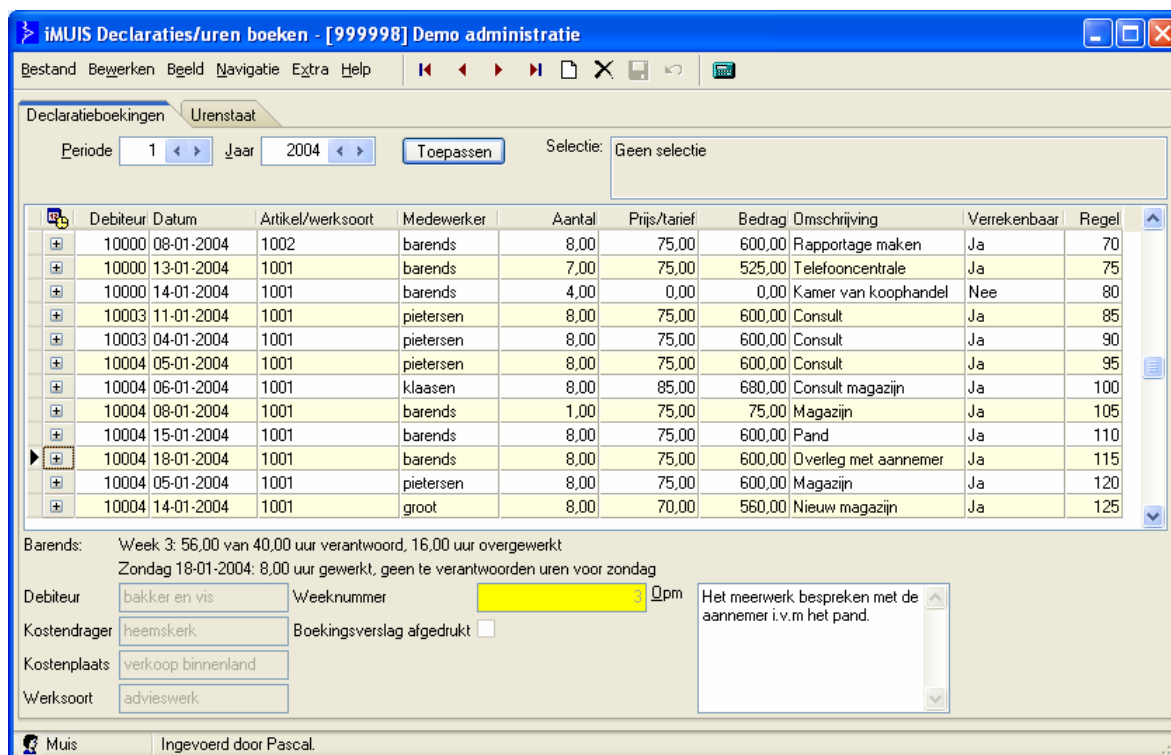 iMUIS Declaraties/uren boeken - [999998] Demo administratie
Bestand Bewerken Beeld Navigatie Extra Help
Declaratieboekingen Urenstaat
Periode 1 Jaar 2004 Toepassen Selectie: Geen selectie
Debiteur Datum Artikel/werksoort Medewerker Aantal Prijs/tarief Bedrag Omschrijving Verrekenbaar Regel
10000 08-01-2004 1002 barends 8,00 75,00 600,00 Rapportage maken Ja 70
10000 13-01-2004 1001 barends 7,00 75,00 525,00 Telefooncentrale Ja 75
10000 14-01-2004 1001 barends 4,00 0,00 0,00 Kamer van koophandel Nee 80
10003 11-01-2004 1001 pietersen 8,00 75,00 600,00 Consult Ja 85
10003 04-01-2004 1001 pietersen 8,00 75,00 600,00 Consult Ja 90
10004 05-01-2004 1001 pietersen 8,00 75,00 600,00 Consult Ja 95
10004 06-01-2004 1001 klaasen 8,00 85,00 680,00 Consult magazijn Ja 100
10004 08-01-2004 1001 barends 1,00 75,00 75,00 Magazijn Ja 105
10004 15-01-2004 1001 barends 8,00 75,00 600,00 Pand Ja 110
10004 18-01-2004 1001 barends 8,00 75,00 600,00 Overleg met aannemer Ja 115
10004 05-01-2004 1001 pietersen 8,00 75,00 600,00 Magazijn Ja 120
10004 14-01-2004 1001 groot 8,00 70,00 560,00 Nieuw magazijn Ja 125
Barends: Week 3: 56,00 van 40,00 uur verantwoord, 16,00 uur overgewerkt
Zondag 18-01-2004: 8,00 uur gewerkt, geen te verantwoorden uren voor zondag
Debiteur bakker en vis Weeknummer 3 Opm Het meerwerk bespreken met de
aannemer i.v.m het pand.
Kostendrager heemskerk Boekingsverslag afgedrukt
Kostenplaats verkoop binnenland
Werksoort advieswerk
Muis Ingevoerd door Pascal.